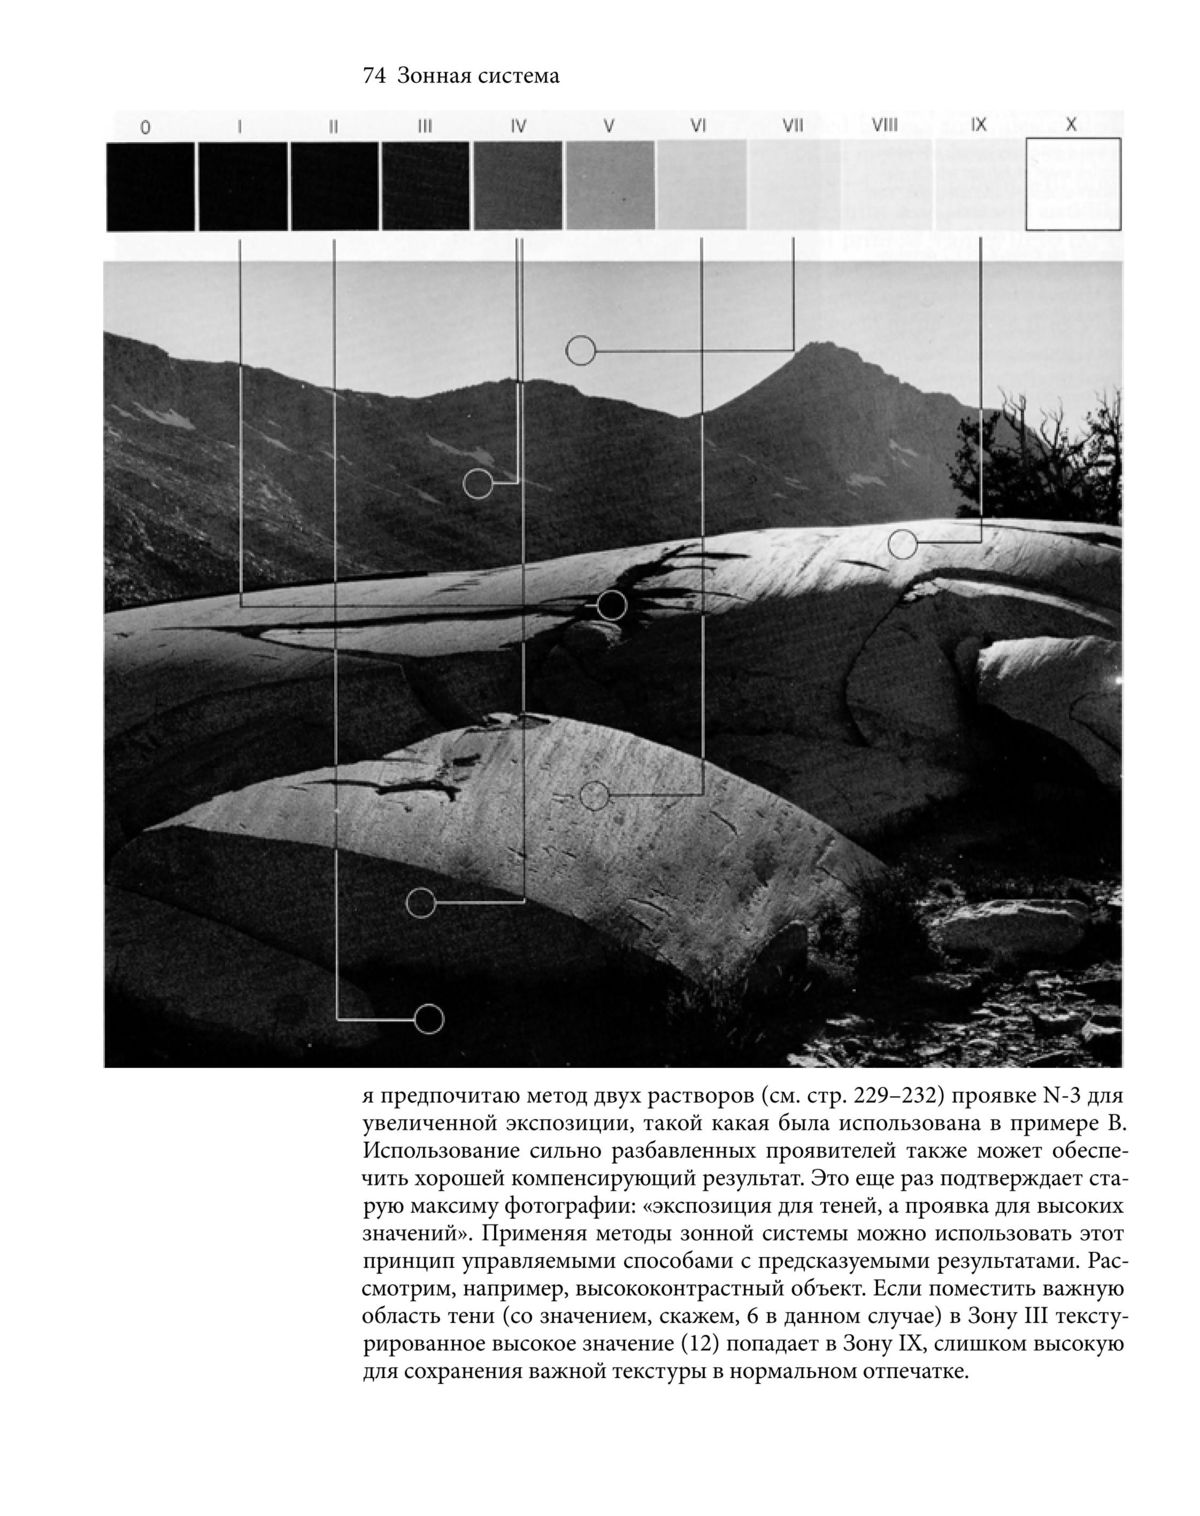 74 Зонная система
0 I II III IV V VI VII VIII IX X
я предпочитаю метод двух растворов (см. стр. 229–232) проявке N-3 для
увеличенной экспозиции, такой какая была использована в примере В.
Использование сильно разбавленных проявителей также может обеспе-
чить хорошей компенсирующий результат. Это еще раз подтверждает ста-
рую максиму фотографии: «экспозиция для теней, а проявка для высоких
значений». Применяя методы зонной системы можно использовать этот
принцип управляемыми способами с предсказуемыми результатами. Рас-
смотрим, например, высококонтрастный объект. Если поместить важную
область тени (со значением, скажем, 6 в данном случае) в Зону III тексту-
рированное высокое значение (12) попадает в Зону IX, слишком высокую
для сохранения важной текстуры в нормальном отпечатке.